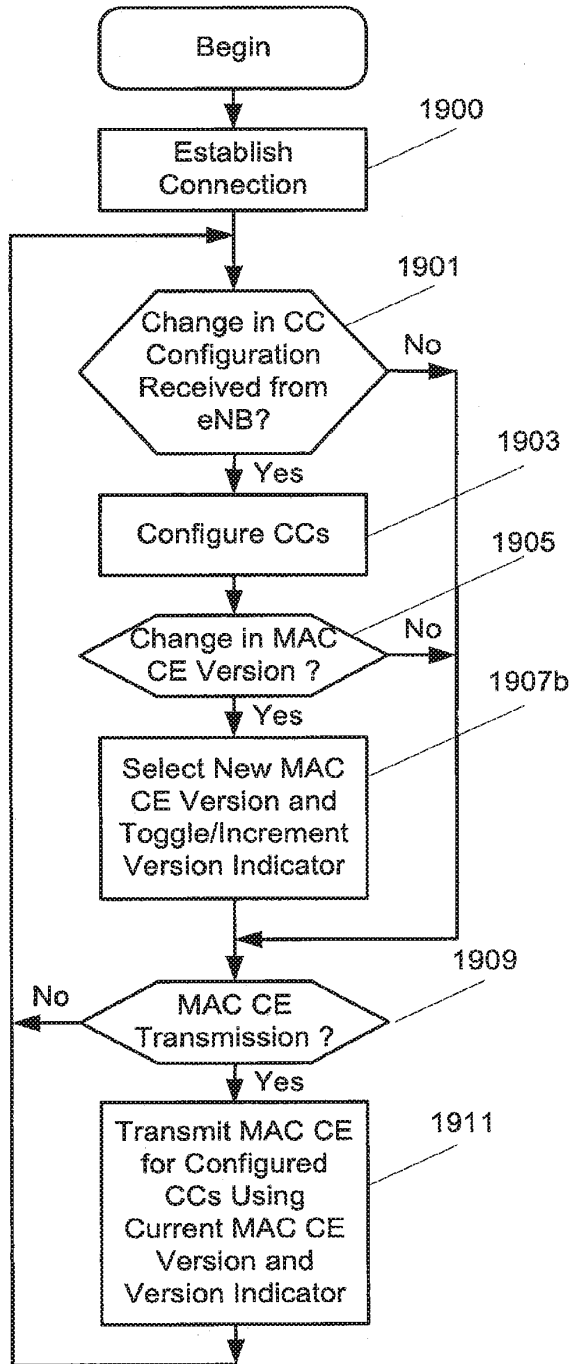 Begin
1900
Establish
Connection
1901
Change in CC
Configuration
Received from
eNB?
No
Yes
1903
Configure CCs
1905
Change in MAC
CE Version ?
No
Yes
1907b
Select New MAC
CE Version and
Toggle/Increment
Version Indicator
1909
No
MAC CE
Transmission ?
Yes
1911
Transmit MAC CE
for Configured
CCs Using
Current MAC CE
Version and
Version Indicator